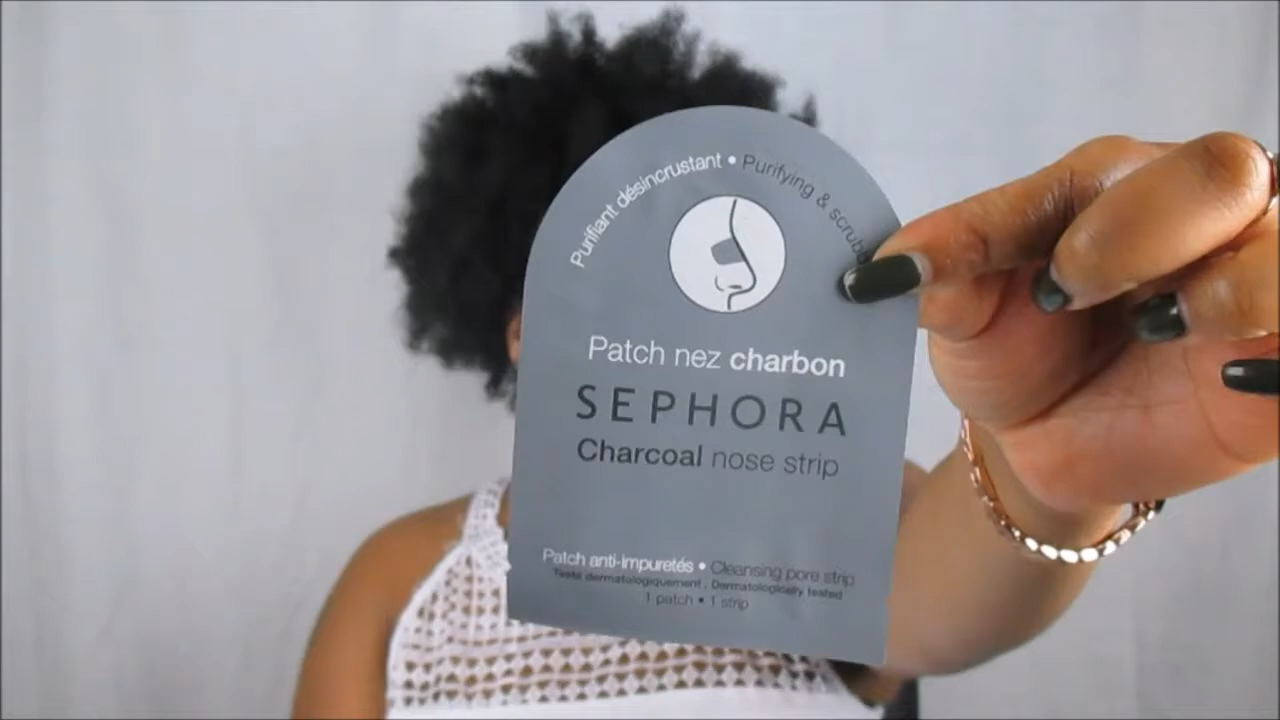 Purifiant désincrustant • Purifying & scrub
Patch nez charbon
SEPHORA
Charcoal nose strip
Patch anti-impuretés • Cleansing pore strip
Testé dermatologiquement . Dermatologically tested
1 patch • 1 strip